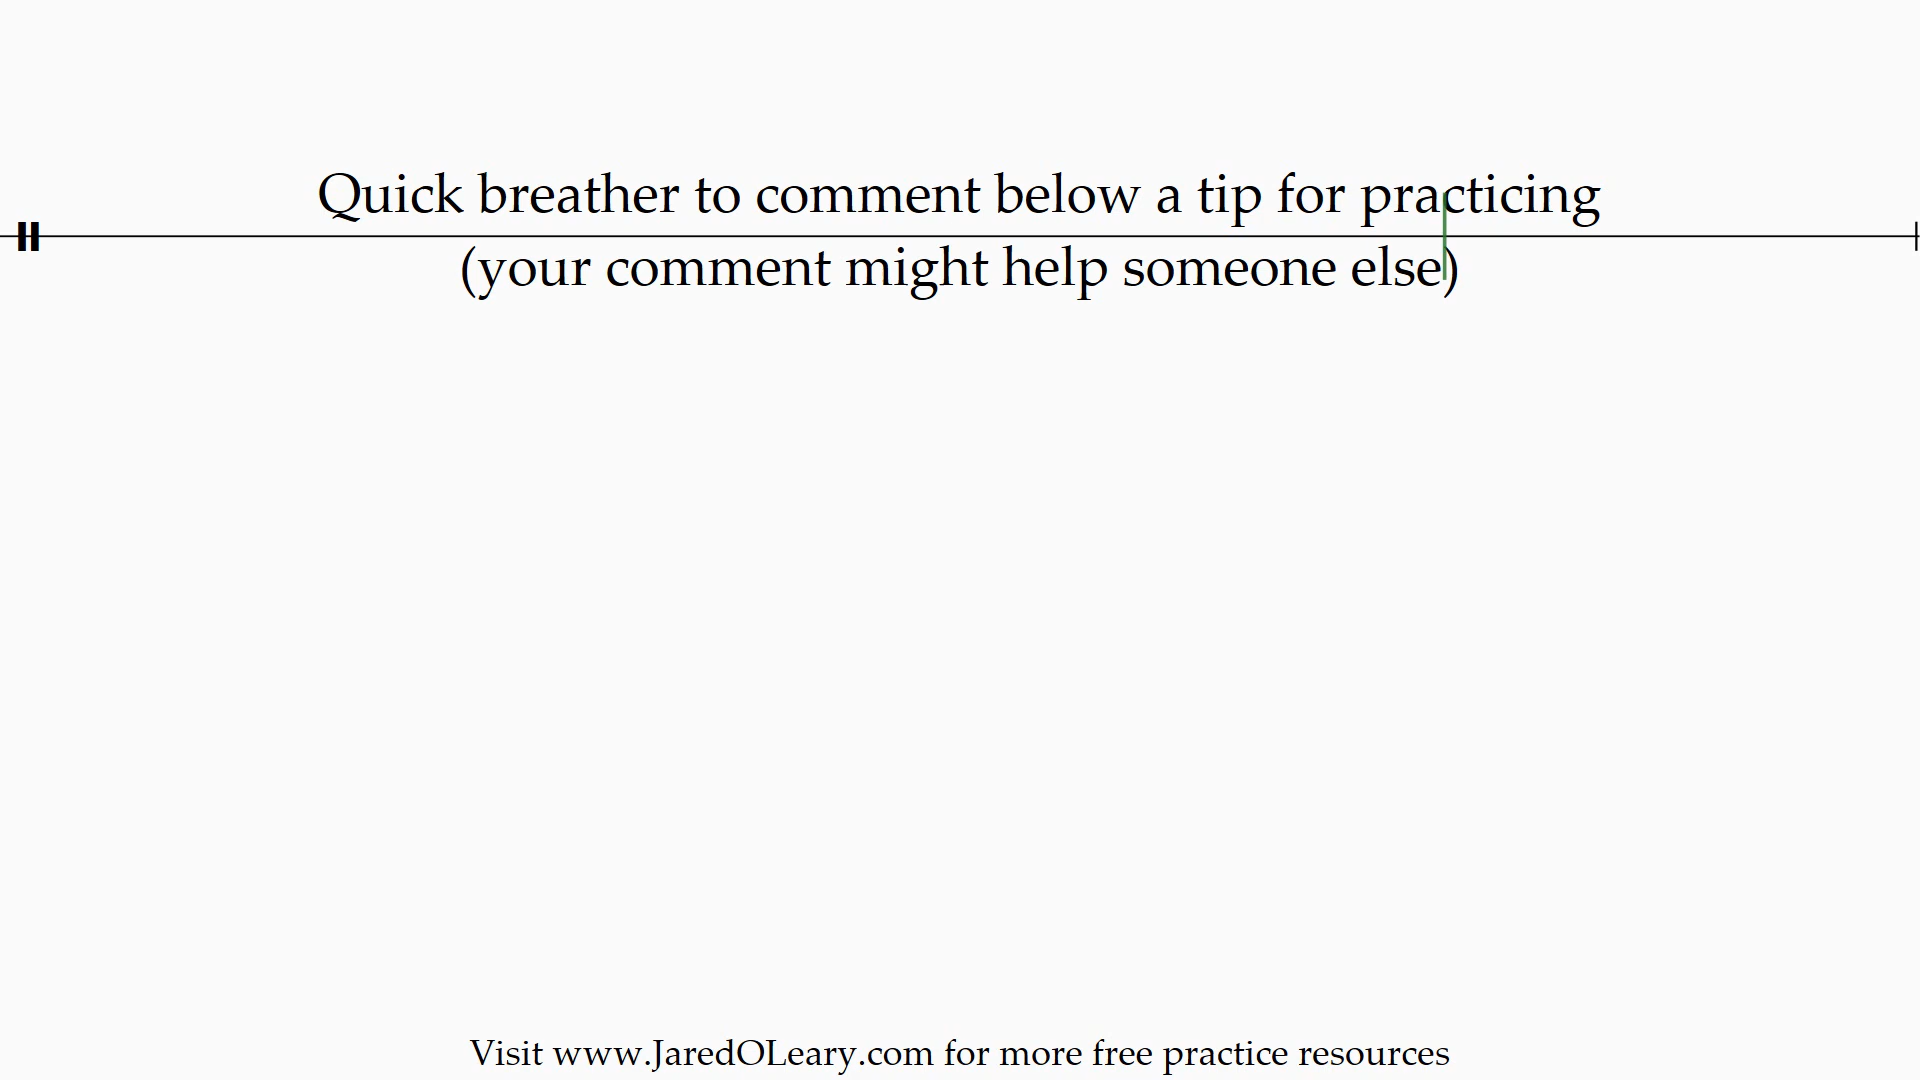 Quick breather to comment below a tip for practicing
(your comment might help someone else)
Visit www.JaredOLeary.com for more free practice resources